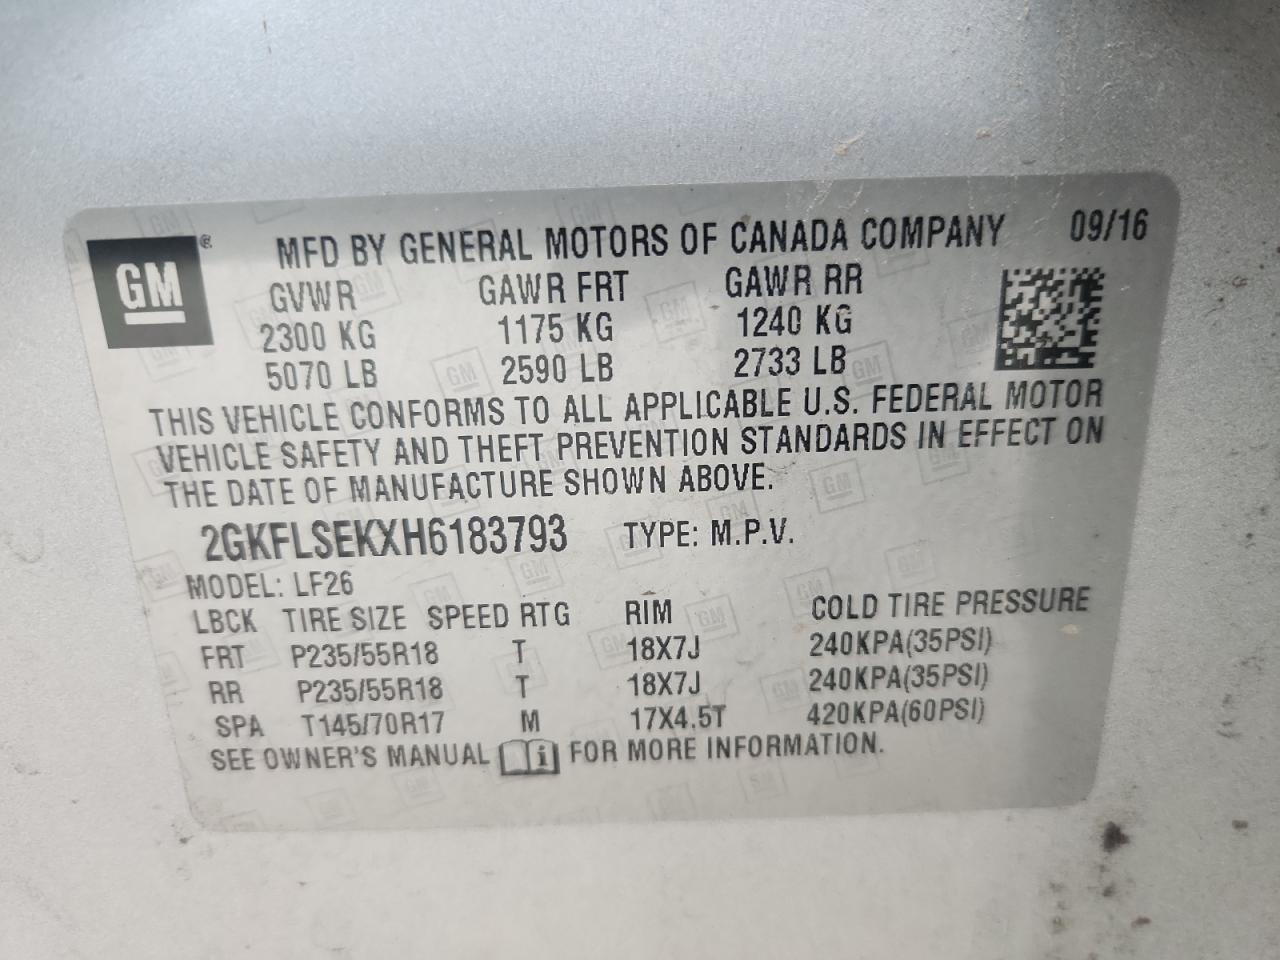 GM ® MFD BY GENERAL MOTORS OF CANADA COMPANY 09/16
GVWR GAWR FRT GAWR RR
2300 KG 1175 KG 1240 KG
5070 LB 2590 LB 2733 LB
THIS VEHICLE CONFORMS TO ALL APPLICABLE U.S. FEDERAL MOTOR
VEHICLE SAFETY AND THEFT PREVENTION STANDARDS IN EFFECT ON
THE DATE OF MANUFACTURE SHOWN ABOVE.
2GKFLSEKXH6183793 TYPE: M.P.V.
MODEL: LF26
LBCK TIRE SIZE SPEED RTG RIM COLD TIRE PRESSURE
FRT P235/55R18 T 18X7J 240KPA(35PSI)
RR P235/55R18 T 18X7J 240KPA(35PSI)
SPA T145/70R17 M 17X4.5T 420KPA(60PSI)
SEE OWNER'S MANUAL i FOR MORE INFORMATION.